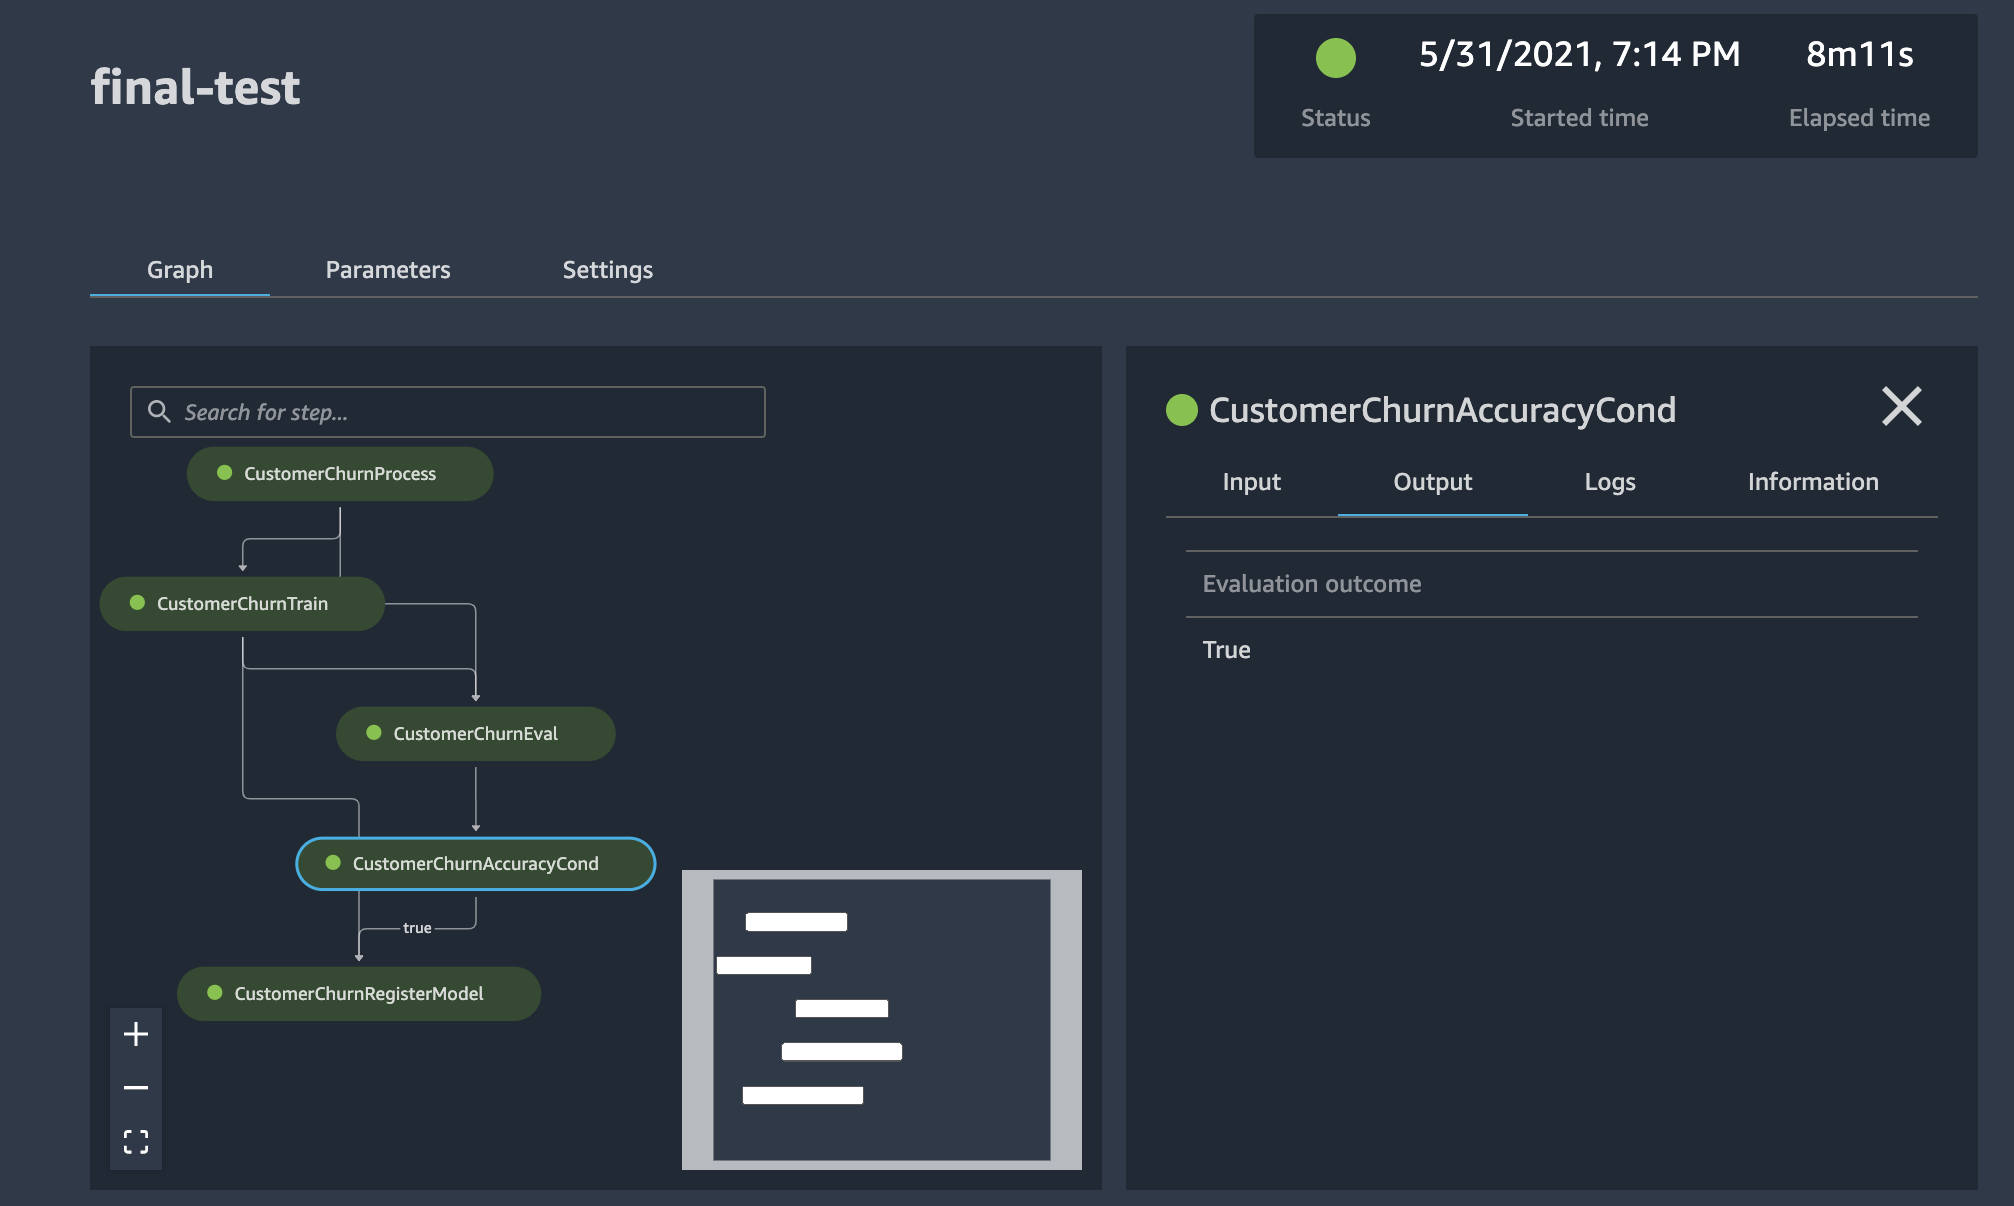 final-test
5/31/2021, 7:14 PM
8m11s
Status
Started time
Elapsed time
Graph
Parameters
Settings
Search for step...
CustomerChurnProcess
CustomerChurnTrain
CustomerChurnEval
CustomerChurnAccuracyCond
true
CustomerChurnRegisterModel
CustomerChurnAccuracyCond
Input
Output
Logs
Information
Evaluation outcome
True